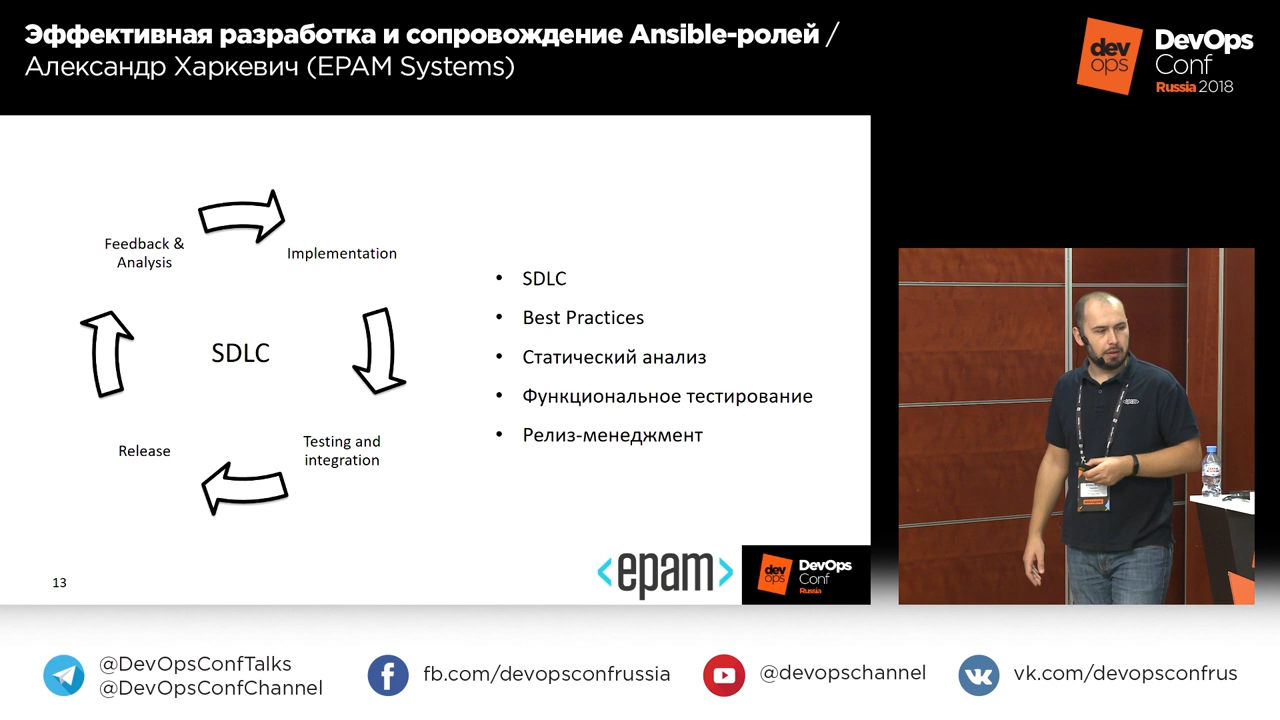 Эффективная разработка и сопровождение Ansible-ролей /
Александр Харкевич (EPAM Systems)
dev
ops
DevOps
Conf
Russia 2018
Feedback &
Analysis
Implementation
SDLC
Release
Testing and
integration
• SDLC
• Best Practices
• Статический анализ
• Функциональное тестирование
• Релиз-менеджмент
13
<epam>
dev
ops
DevOps
Conf
Russia
@DevOpsConfTalks
@DevOpsConfChannel
fb.com/devopsconfrussia
@devopschannel
vk.com/devopsconfrus